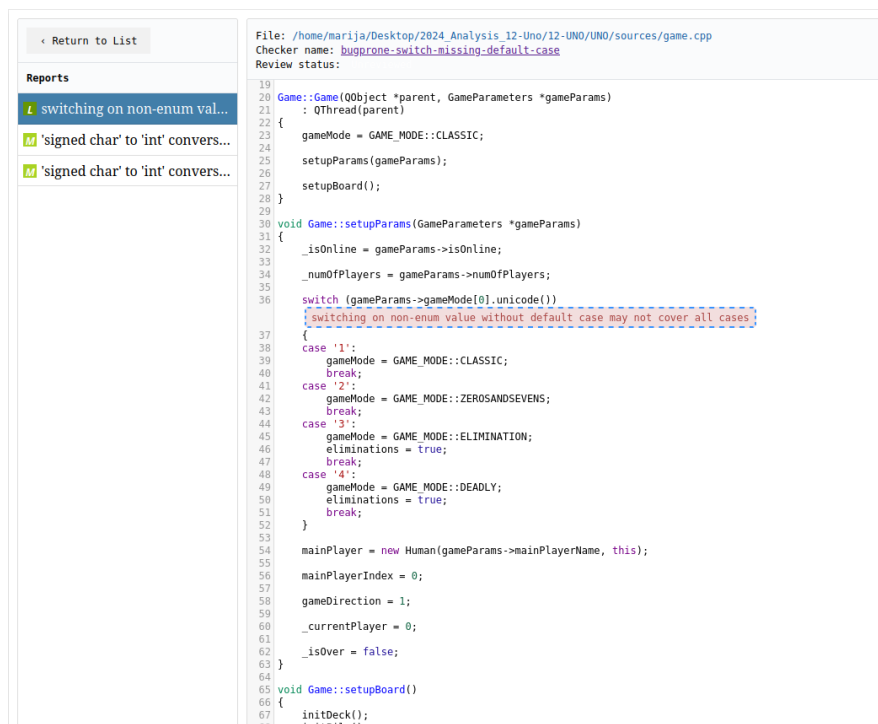 ‹ Return to List
Reports
L switching on non-enum val...
M 'signed char' to 'int' convers...
M 'signed char' to 'int' convers...
File: /home/marija/Desktop/2024_Analysis_12-Uno/12-UNO/UNO/sources/game.cpp
Checker name: bugprone-switch-missing-default-case
Review status:
19
20 Game::Game(QObject *parent, GameParameters *gameParams)
21     : QThread(parent)
22 {
23     gameMode = GAME_MODE::CLASSIC;
24
25     setupParams(gameParams);
26
27     setupBoard();
28 }
29
30 void Game::setupParams(GameParameters *gameParams)
31 {
32     _isOnline = gameParams->isOnline;
33
34     _numOfPlayers = gameParams->numOfPlayers;
35
36     switch (gameParams->gameMode[0].unicode())
switching on non-enum value without default case may not cover all cases
37     {
38     case '1':
39         gameMode = GAME_MODE::CLASSIC;
40         break;
41     case '2':
42         gameMode = GAME_MODE::ZEROSANDSEVENS;
43         break;
44     case '3':
45         gameMode = GAME_MODE::ELIMINATION;
46         eliminations = true;
47         break;
48     case '4':
49         gameMode = GAME_MODE::DEADLY;
50         eliminations = true;
51         break;
52     }
53
54     mainPlayer = new Human(gameParams->mainPlayerName, this);
55
56     mainPlayerIndex = 0;
57
58     gameDirection = 1;
59
60     _currentPlayer = 0;
61
62     _isOver = false;
63 }
64
65 void Game::setupBoard()
66 {
67     initDeck();